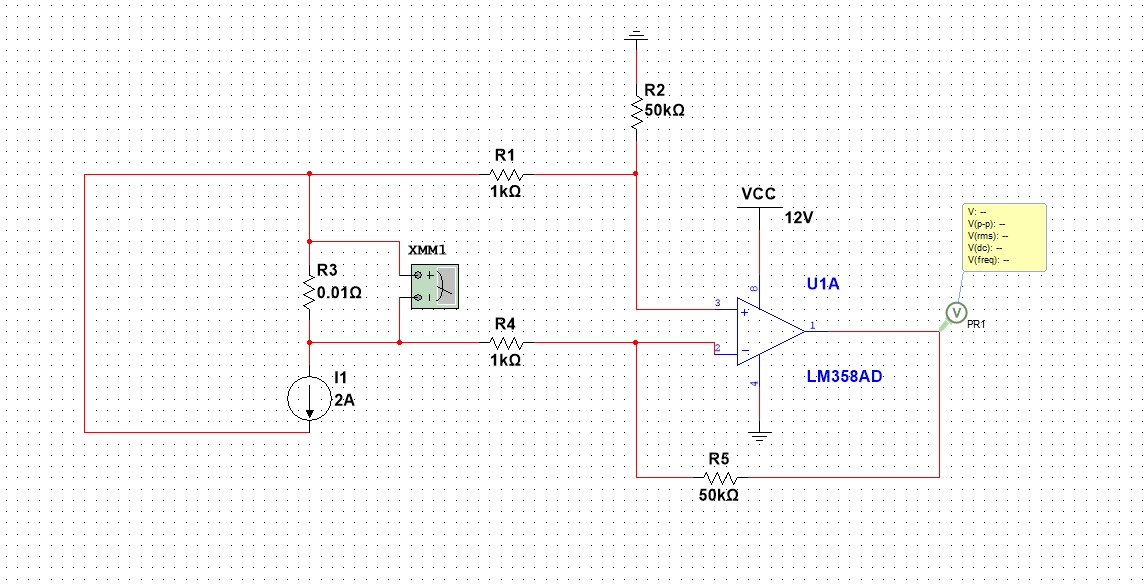 R2
50kΩ
R1
1kΩ
VCC
12V
V: --
V(p-p): --
V(rms): --
V(dc): --
V(freq): --
XMM1
R3
0.01Ω
U1A
8
3
1
2
4
PR1
R4
1kΩ
I1
2A
LM358AD
R5
50kΩ